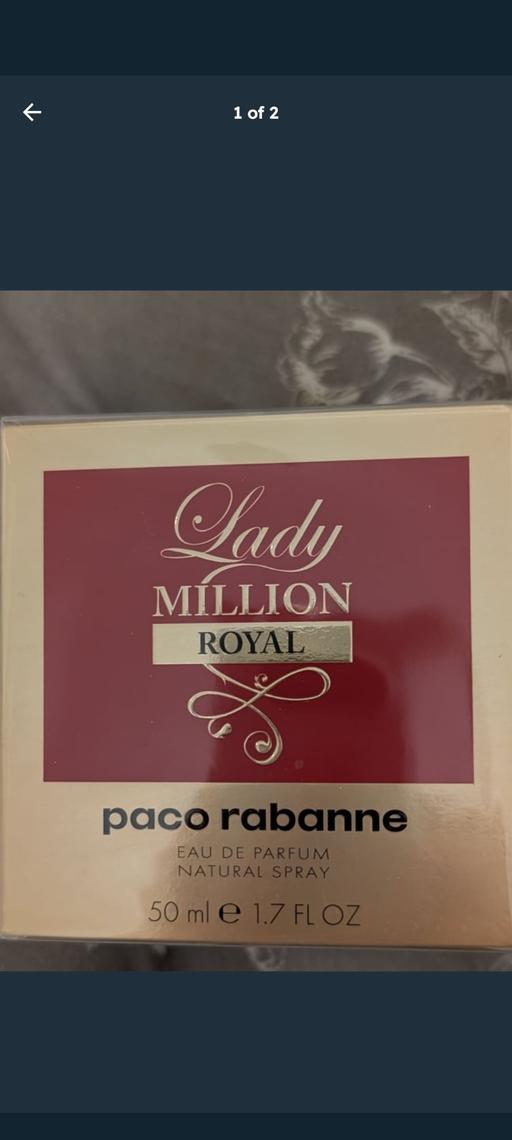 1 of 2
Lady
MILLION
ROYAL
paco rabanne
EAU DE PARFUM
NATURAL SPRAY
50 ml e 1.7 FL OZ